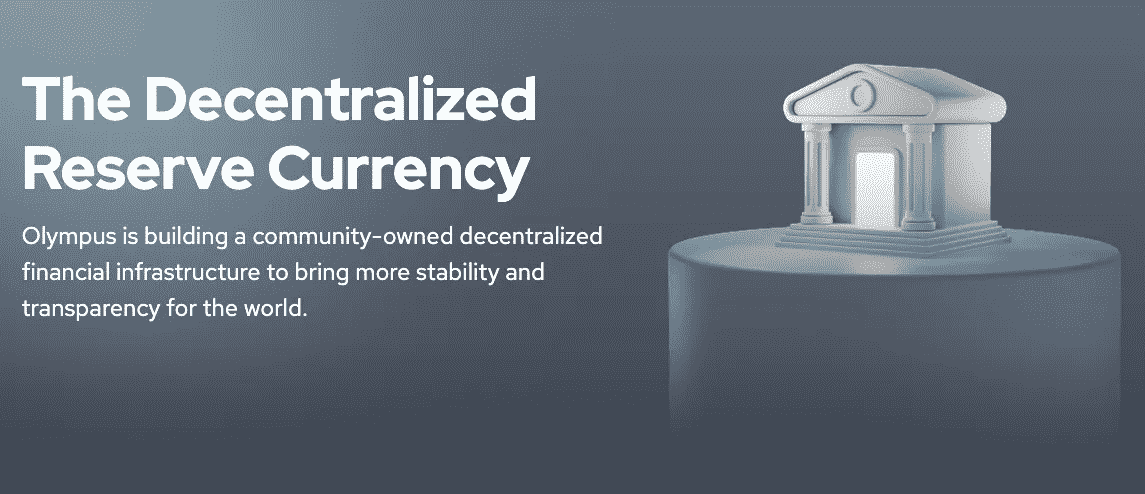 The Decentralized
Reserve Currency
Olympus is building a community-owned decentralized
financial infrastructure to bring more stability and
transparency for the world.